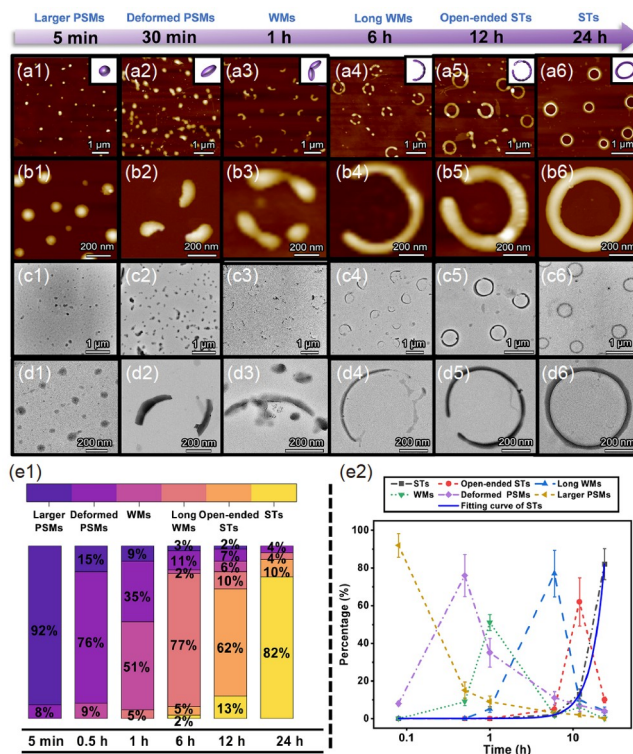 Larger PSMs Deformed PSMs WMs Long WMs Open-ended STs STs
5 min 30 min 1 h 6 h 12 h 24 h
(a1) (a2) (a3) (a4) (a5) (a6)
1 μm 1 μm 1 μm 1 μm 1 μm 1 μm
(b1) (b2) (b3) (b4) (b5) (b6)
200 nm 200 nm 200 nm 200 nm 200 nm 200 nm
(c1) (c2) (c3) (c4) (c5) (c6)
1 μm 1 μm 1 μm 1 μm 1 μm 1 μm
(d1) (d2) (d3) (d4) (d5) (d6)
200 nm 200 nm 200 nm 200 nm 200 nm 200 nm
(e1)
Larger Deformed WMs Long Open-ended STs
PSMs PSMs WMs STs
92% 8%
15% 76% 9%
9% 35% 51% 5%
3% 11% 2% 77% 5% 2%
2% 7% 6% 10% 62% 13%
4% 4% 10% 82%
5 min 0.5 h 1 h 6 h 12 h 24 h
(e2)
STs Open-ended STs Long WMs
WMs Deformed PSMs Larger PSMs
Fitting curve of STs
Percentage (%)
100
80
60
40
20
0
0.1 1 10
Time (h)